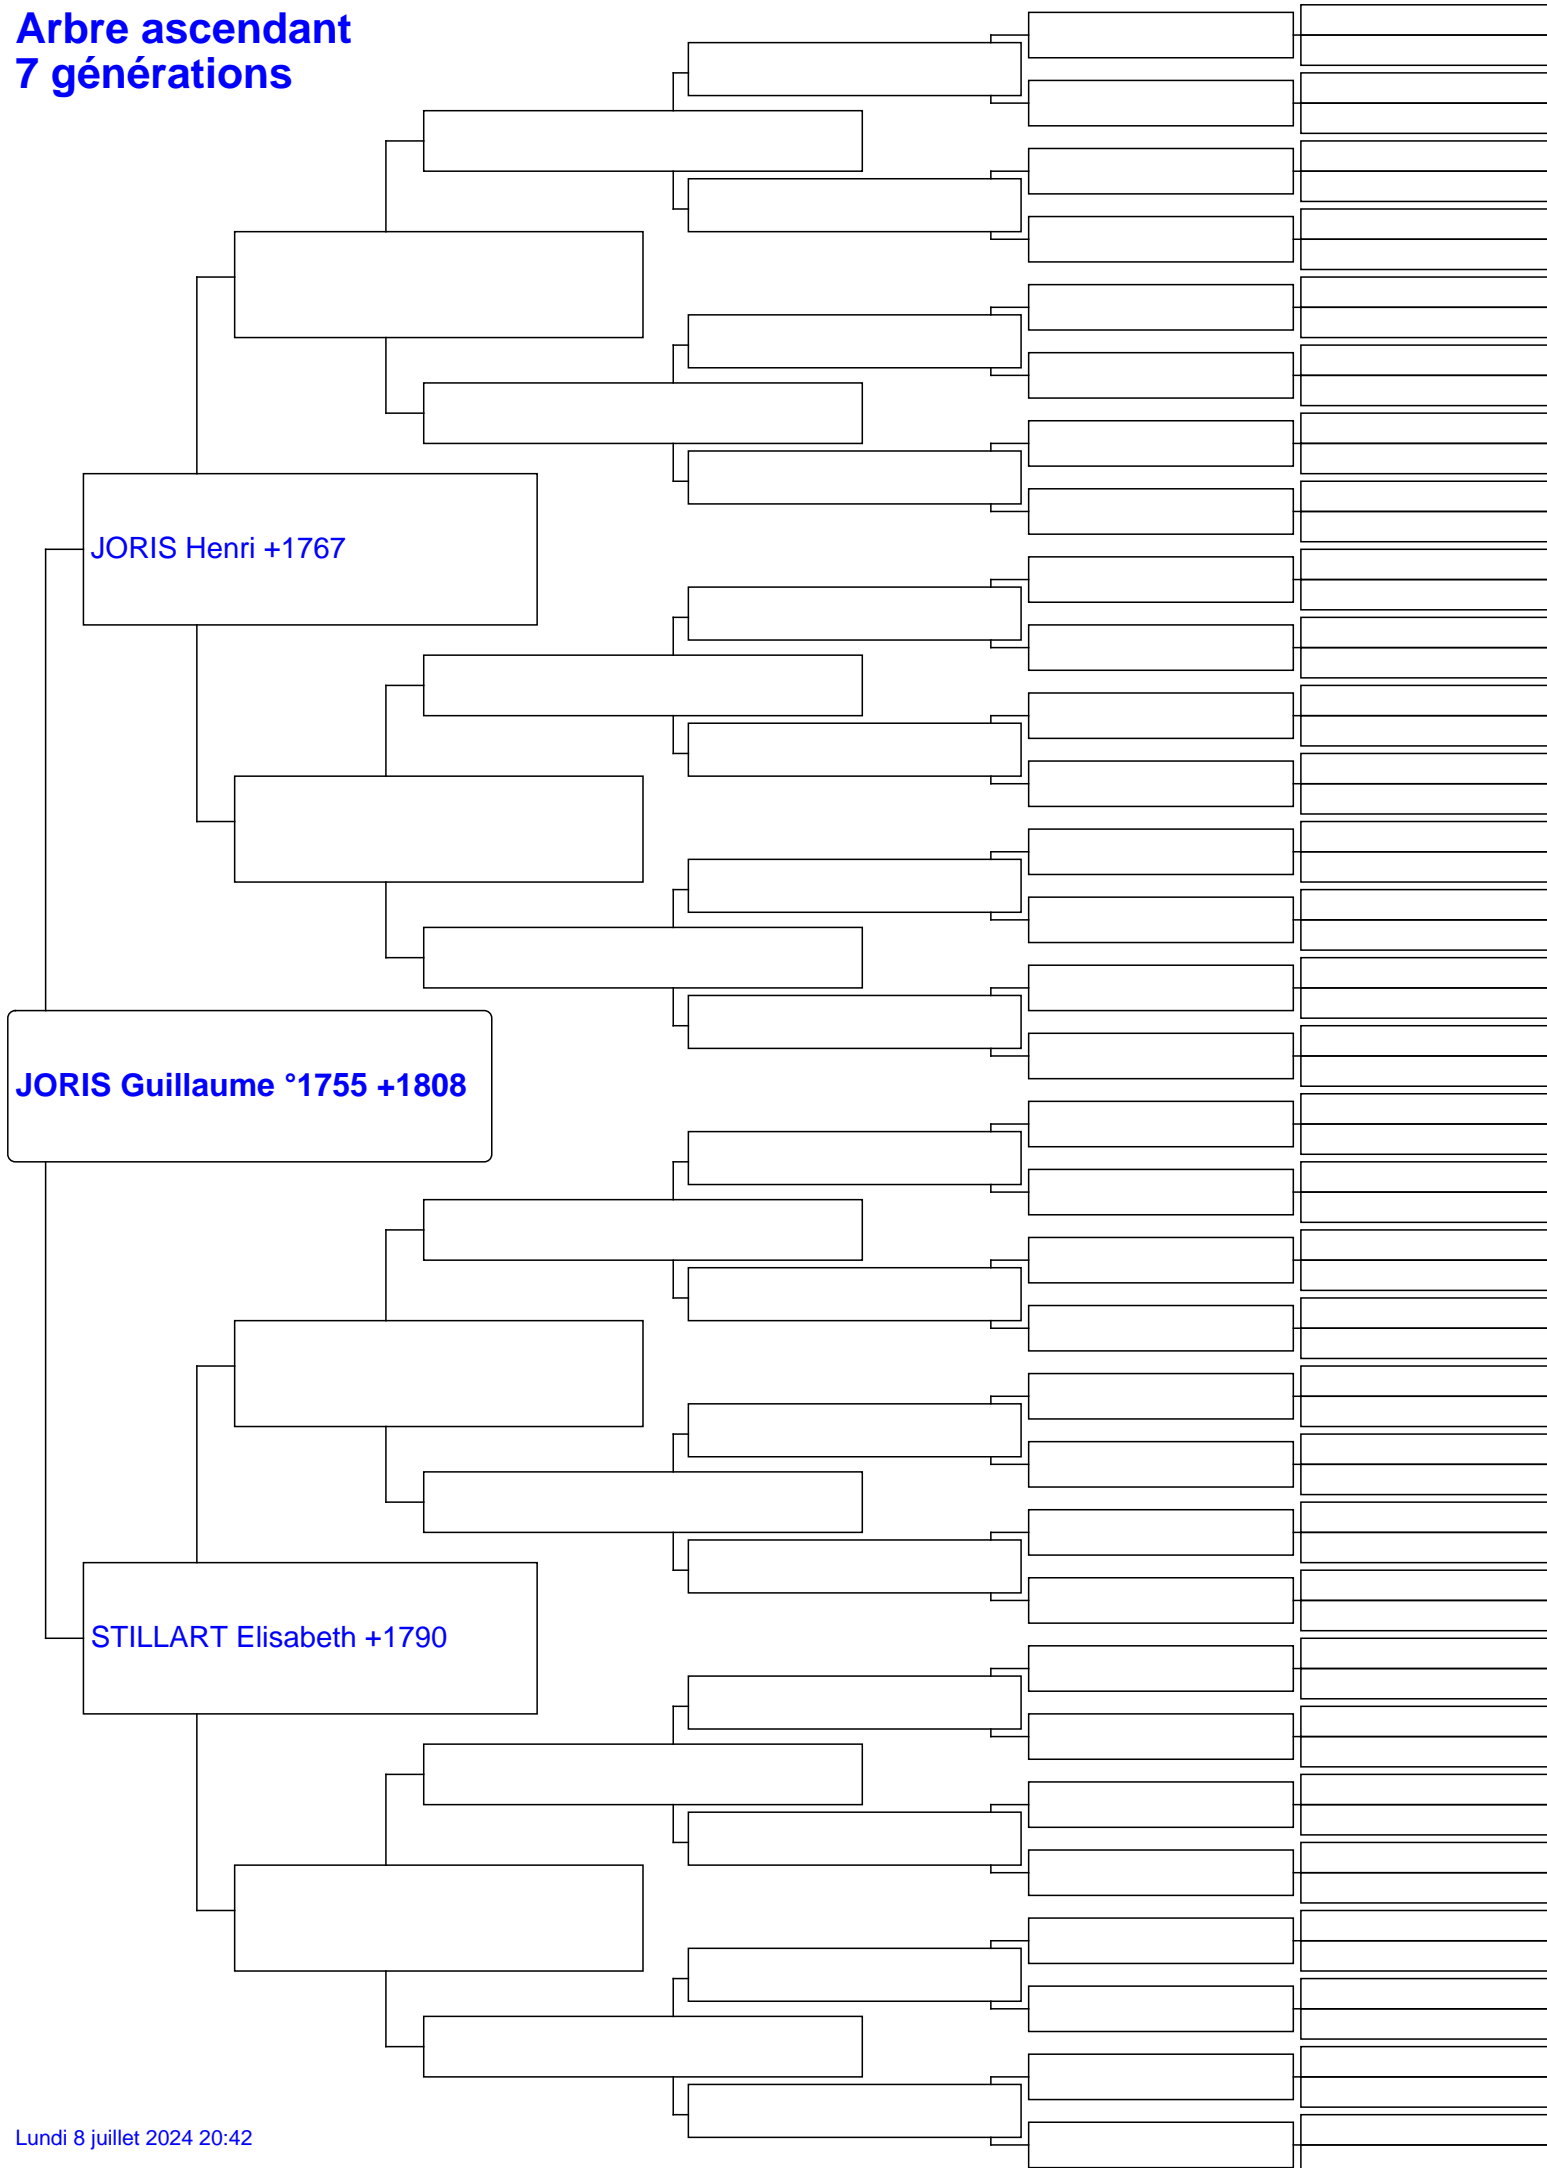 Arbre ascendant
7 générations
JORIS Henri +1767
JORIS Guillaume °1755 +1808
STILLART Elisabeth +1790
Lundi 8 juillet 2024 20:42